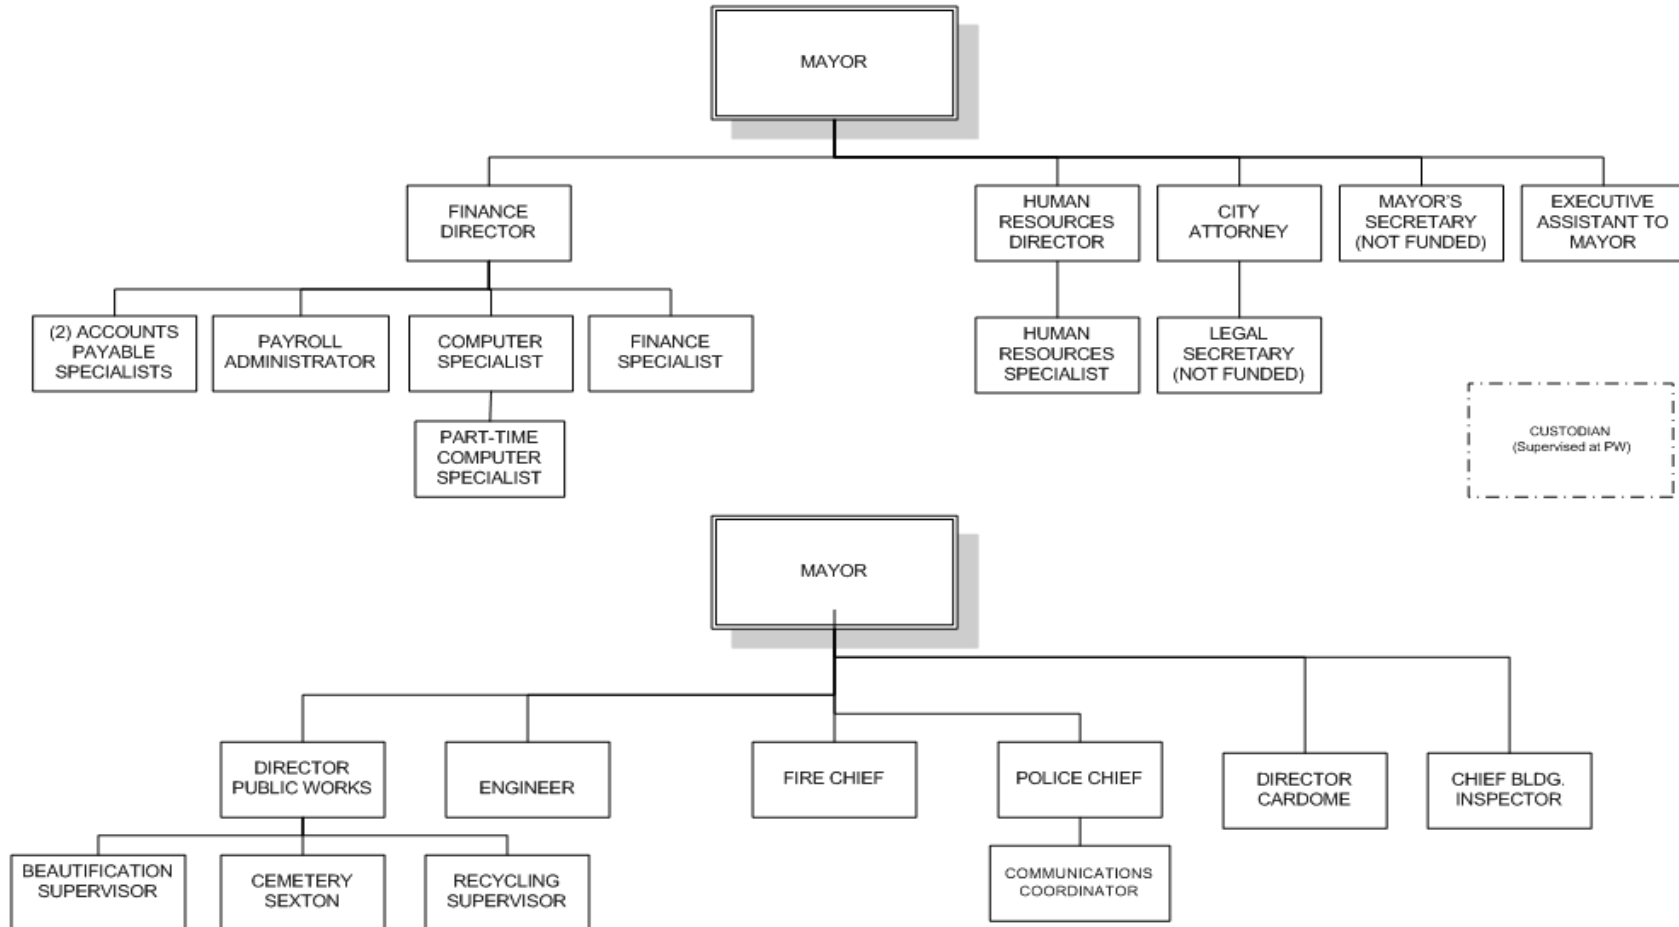 MAYOR
FINANCE
DIRECTOR
HUMAN
RESOURCES
DIRECTOR
CITY
ATTORNEY
MAYOR'S
SECRETARY
(NOT FUNDED)
EXECUTIVE
ASSISTANT TO
MAYOR
(2) ACCOUNTS
PAYABLE
SPECIALISTS
PAYROLL
ADMINISTRATOR
COMPUTER
SPECIALIST
FINANCE
SPECIALIST
HUMAN
RESOURCES
SPECIALIST
LEGAL
SECRETARY
(NOT FUNDED)
PART-TIME
COMPUTER
SPECIALIST
CUSTODIAN
(Supervised at PW)
MAYOR
DIRECTOR
PUBLIC WORKS
ENGINEER
FIRE CHIEF
POLICE CHIEF
DIRECTOR
CARDOME
CHIEF BLDG.
INSPECTOR
BEAUTIFICATION
SUPERVISOR
CEMETERY
SEXTON
RECYCLING
SUPERVISOR
COMMUNICATIONS
COORDINATOR